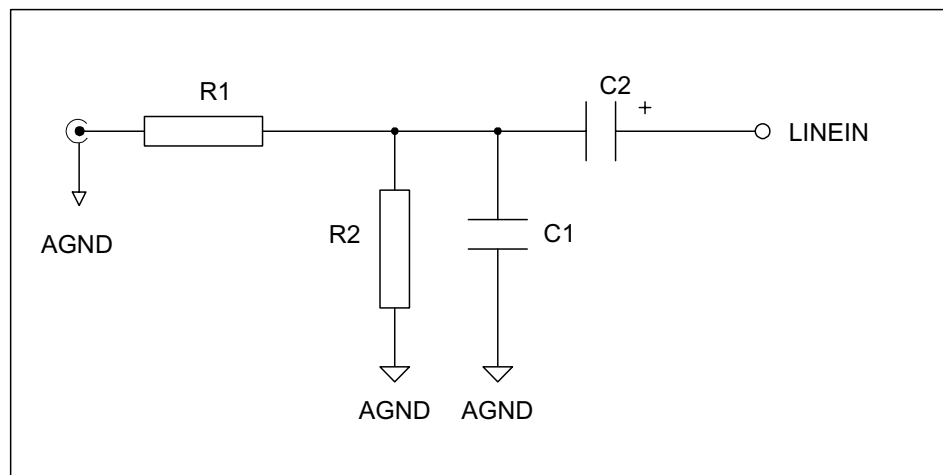 R1
C2
+
LINEIN
AGND
R2
C1
AGND
AGND